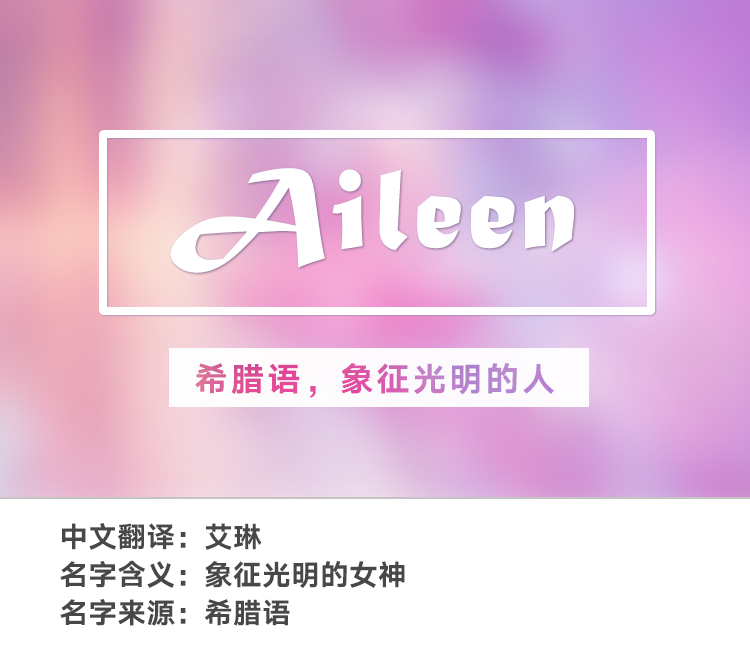 Aileen
希腊语，象征光明的人
中文翻译：艾琳
名字含义：象征光明的女神
名字来源：希腊语